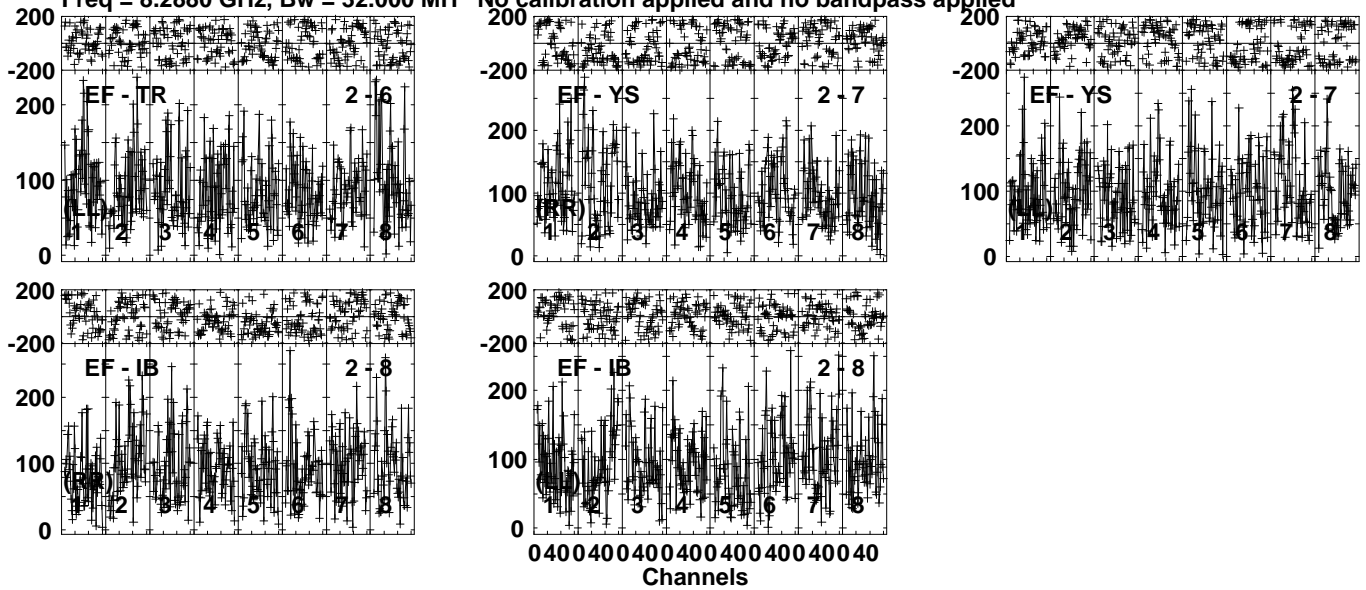 Freq = 8.2880 GHz, Bw = 32.000 MH No calibration applied and no bandpass applied
200 200 200
-200 -200 -200
EF - TR 2 - 6 EF - YS 2 - 7 EF - YS 2 - 7
200 200 200
100 100 100
(LL) (RR) (LL)
1 2 3 4 5 6 7 8 1 2 3 4 5 6 7 8 1 2 3 4 5 6 7 8
0 0 0
200 200
-200 -200
EF - IB 2 - 8 EF - IB 2 - 8
200 200
100 100
(RR) (LL)
1 2 3 4 5 6 7 8 1 2 3 4 5 6 7 8
0 0
0 40 0 40 0 40 0 40 0 40 0 40 0 40 0 40
Channels